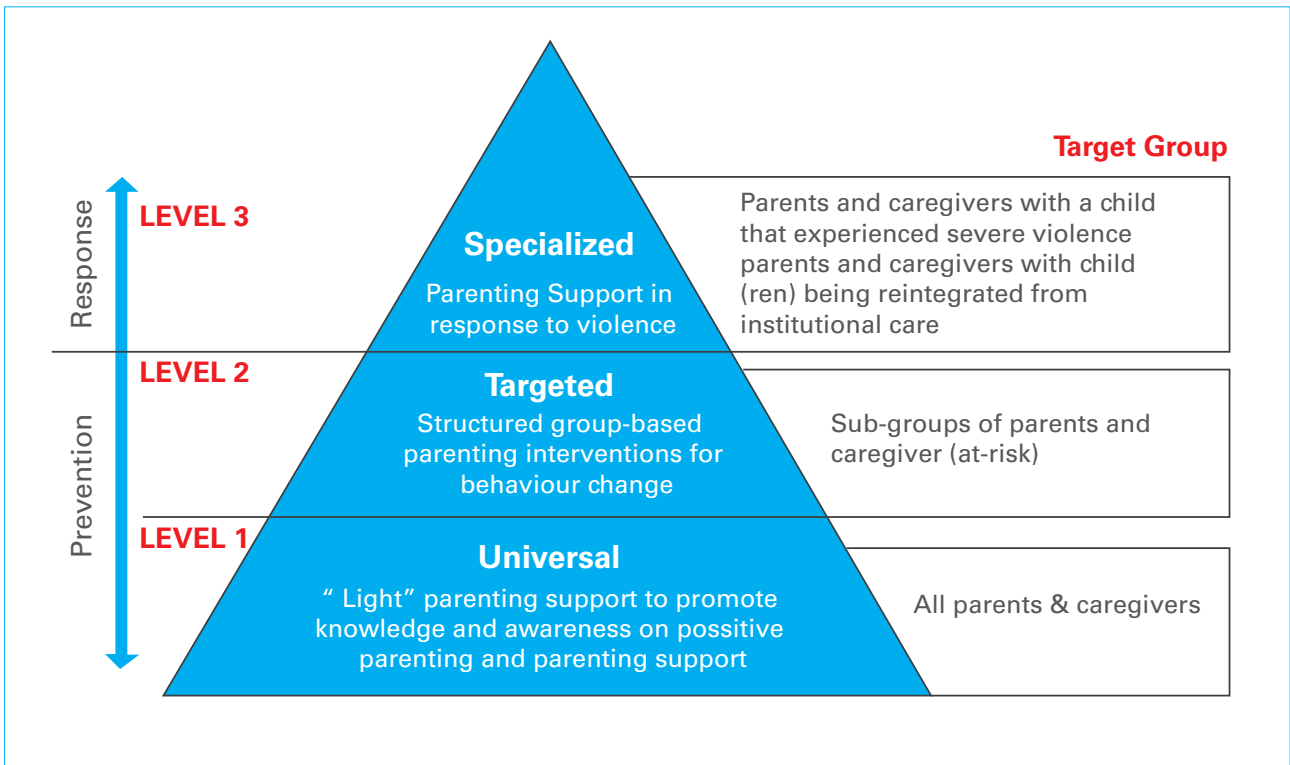 Target Group
Response
LEVEL 3
Specialized
Parenting Support in
response to violence
Parents and caregivers with a child
that experienced severe violence
parents and caregivers with child
(ren) being reintegrated from
institutional care
Prevention
LEVEL 2
Targeted
Structured group-based
parenting interventions for
behaviour change
Sub-groups of parents and
caregiver (at-risk)
LEVEL 1
Universal
“ Light” parenting support to promote
knowledge and awareness on possitive
parenting and parenting support
All parents & caregivers